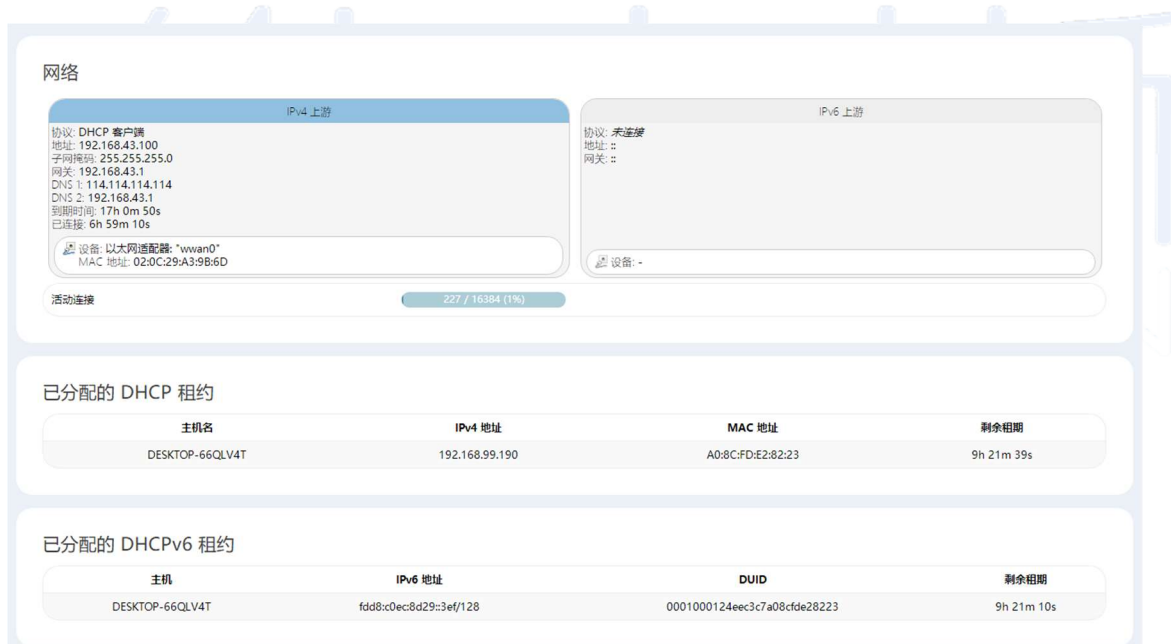 网络
IPv4 上游
协议: DHCP 客户端
地址: 192.168.43.100
子网掩码: 255.255.255.0
网关: 192.168.43.1
DNS 1: 114.114.114.114
DNS 2: 192.168.43.1
到期时间: 17h 0m 50s
已连接: 6h 59m 10s
设备: 以太网适配器: "wwan0"
MAC 地址: 02:0C:29:A3:9B:6D
IPv6 上游
协议: 未连接
地址: ::
网关: ::
设备: -
活动连接 227 / 16384 (1%)
已分配的 DHCP 租约
主机名 IPv4 地址 MAC 地址 剩余租期
DESKTOP-66QLV4T 192.168.99.190 A0:8C:FD:E2:82:23 9h 21m 39s
已分配的 DHCPv6 租约
主机 IPv6 地址 DUID 剩余租期
DESKTOP-66QLV4T fdd8:c0ec:8d29::3ef/128 0001000124eec3c7a08cfde28223 9h 21m 10s